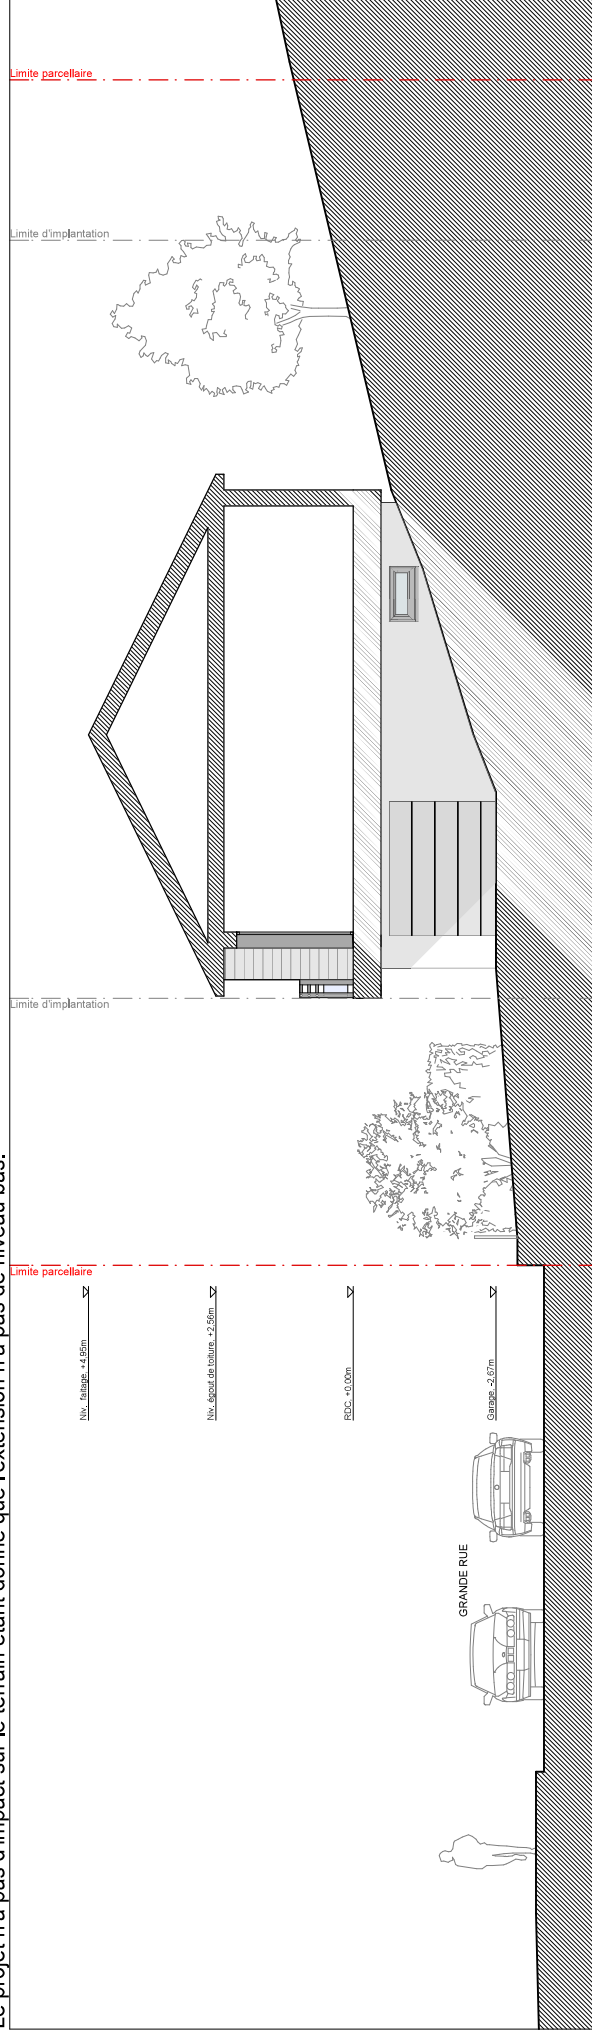 Le projet n'a pas d'impact sur le terrain étant donné que l'extension n'a pas de niveau bas.
Limite parcellaire
Limite d'implantation
Limite d'implantation
Limite parcellaire
Niv. faîtage, +4.95m
Niv. égout de toiture, +2.56m
RDC, +0,00m
Garage, -2.67m
GRANDE RUE